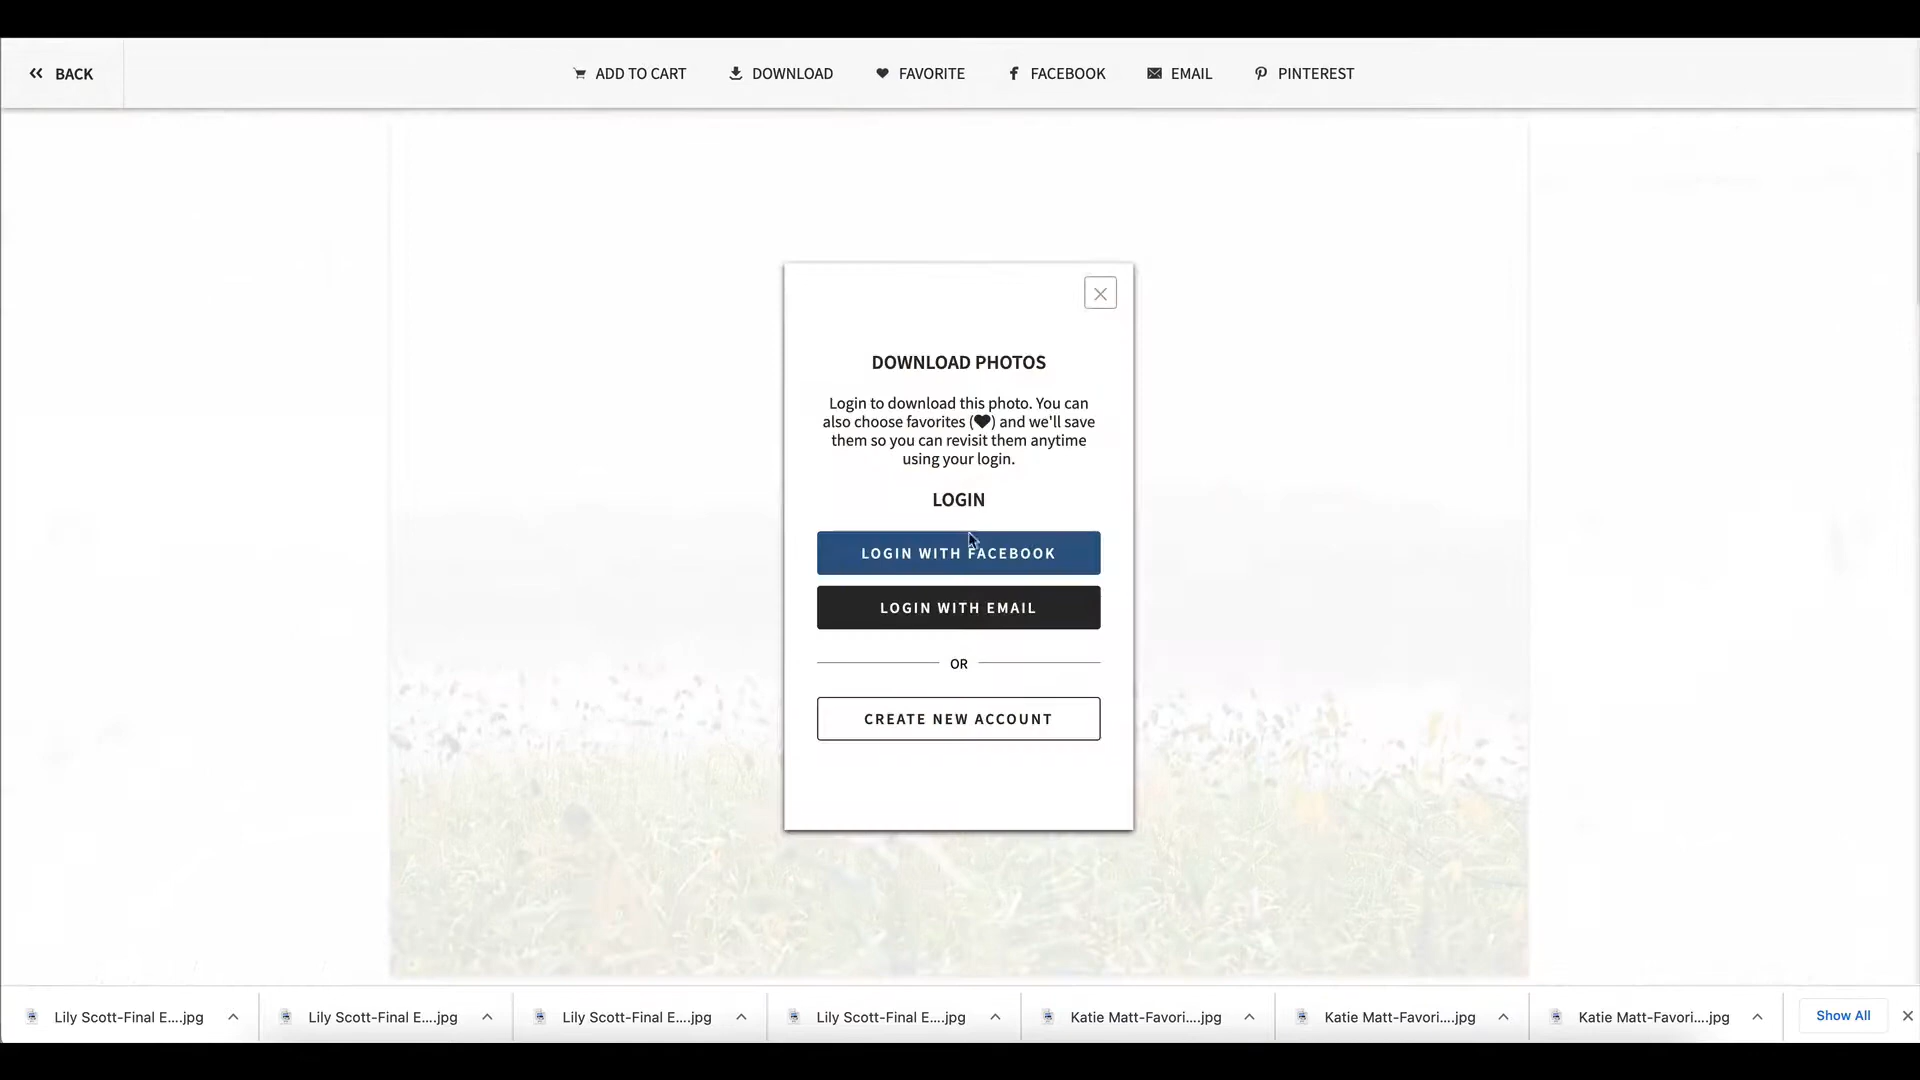 BACK
ADD TO CART DOWNLOAD FAVORITE FACEBOOK EMAIL PINTEREST
DOWNLOAD PHOTOS
Login to download this photo. You can
also choose favorites (♥) and we'll save
them so you can revisit them anytime
using your login.
LOGIN
LOGIN WITH FACEBOOK
LOGIN WITH EMAIL
OR
CREATE NEW ACCOUNT
Lily Scott-Final E....jpg Lily Scott-Final E....jpg Lily Scott-Final E....jpg Lily Scott-Final E....jpg Katie Matt-Favori....jpg Katie Matt-Favori....jpg Katie Matt-Favori....jpg Show All